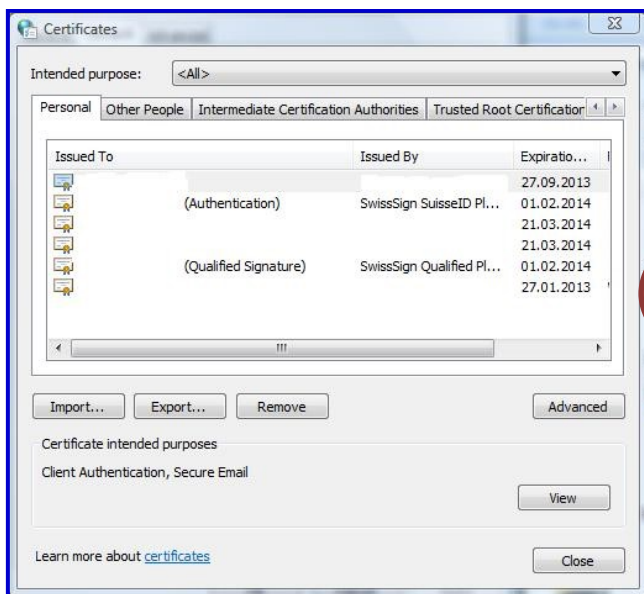 Certificates
Intended purpose: <All>
Personal Other People Intermediate Certification Authorities Trusted Root Certification
Issued To Issued By Expiratio...
27.09.2013
(Authentication) SwissSign SuisseID Pl... 01.02.2014
21.03.2014
21.03.2014
(Qualified Signature) SwissSign Qualified Pl... 01.02.2014
27.01.2013
Import... Export... Remove Advanced
Certificate intended purposes
Client Authentication, Secure Email
View
Learn more about certificates
Close